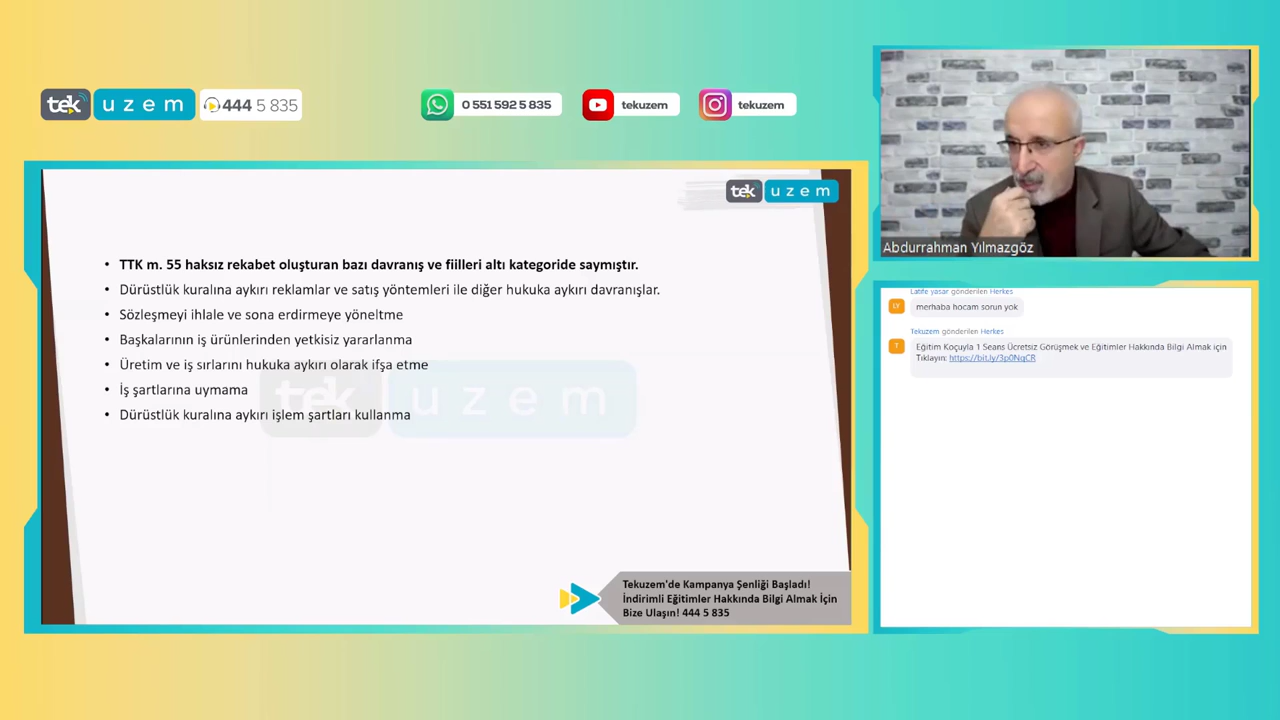 tek uzem 444 5 835
0 551 592 5 835
tekuzem
tekuzem
tek uzem
• TTK m. 55 haksız rekabet oluşturan bazı davranış ve fiilleri altı kategoride saymıştır.
• Dürüstlük kuralına aykırı reklamlar ve satış yöntemleri ile diğer hukuka aykırı davranışlar.
• Sözleşmeyi ihlale ve sona erdirmeye yöneltme
• Başkalarının iş ürünlerinden yetkisiz yararlanma
• Üretim ve iş sırlarını hukuka aykırı olarak ifşa etme
• İş şartlarına uymama
• Dürüstlük kuralına aykırı işlem şartları kullanma
tek uzem
Tekuzem'de Kampanya Şenliği Başladı!
İndirimli Eğitimler Hakkında Bilgi Almak İçin
Bize Ulaşın! 444 5 835
Abdurrahman Yılmazgöz
Latife yasar gönderilen Herkes
LY
merhaba hocam sorun yok
Tekuzem gönderilen Herkes
T
Eğitim Koçuyla 1 Seans Ücretsiz Görüşmek ve Eğitimler Hakkında Bilgi Almak için
Tıklayın: https://bit.ly/3p0NqCR